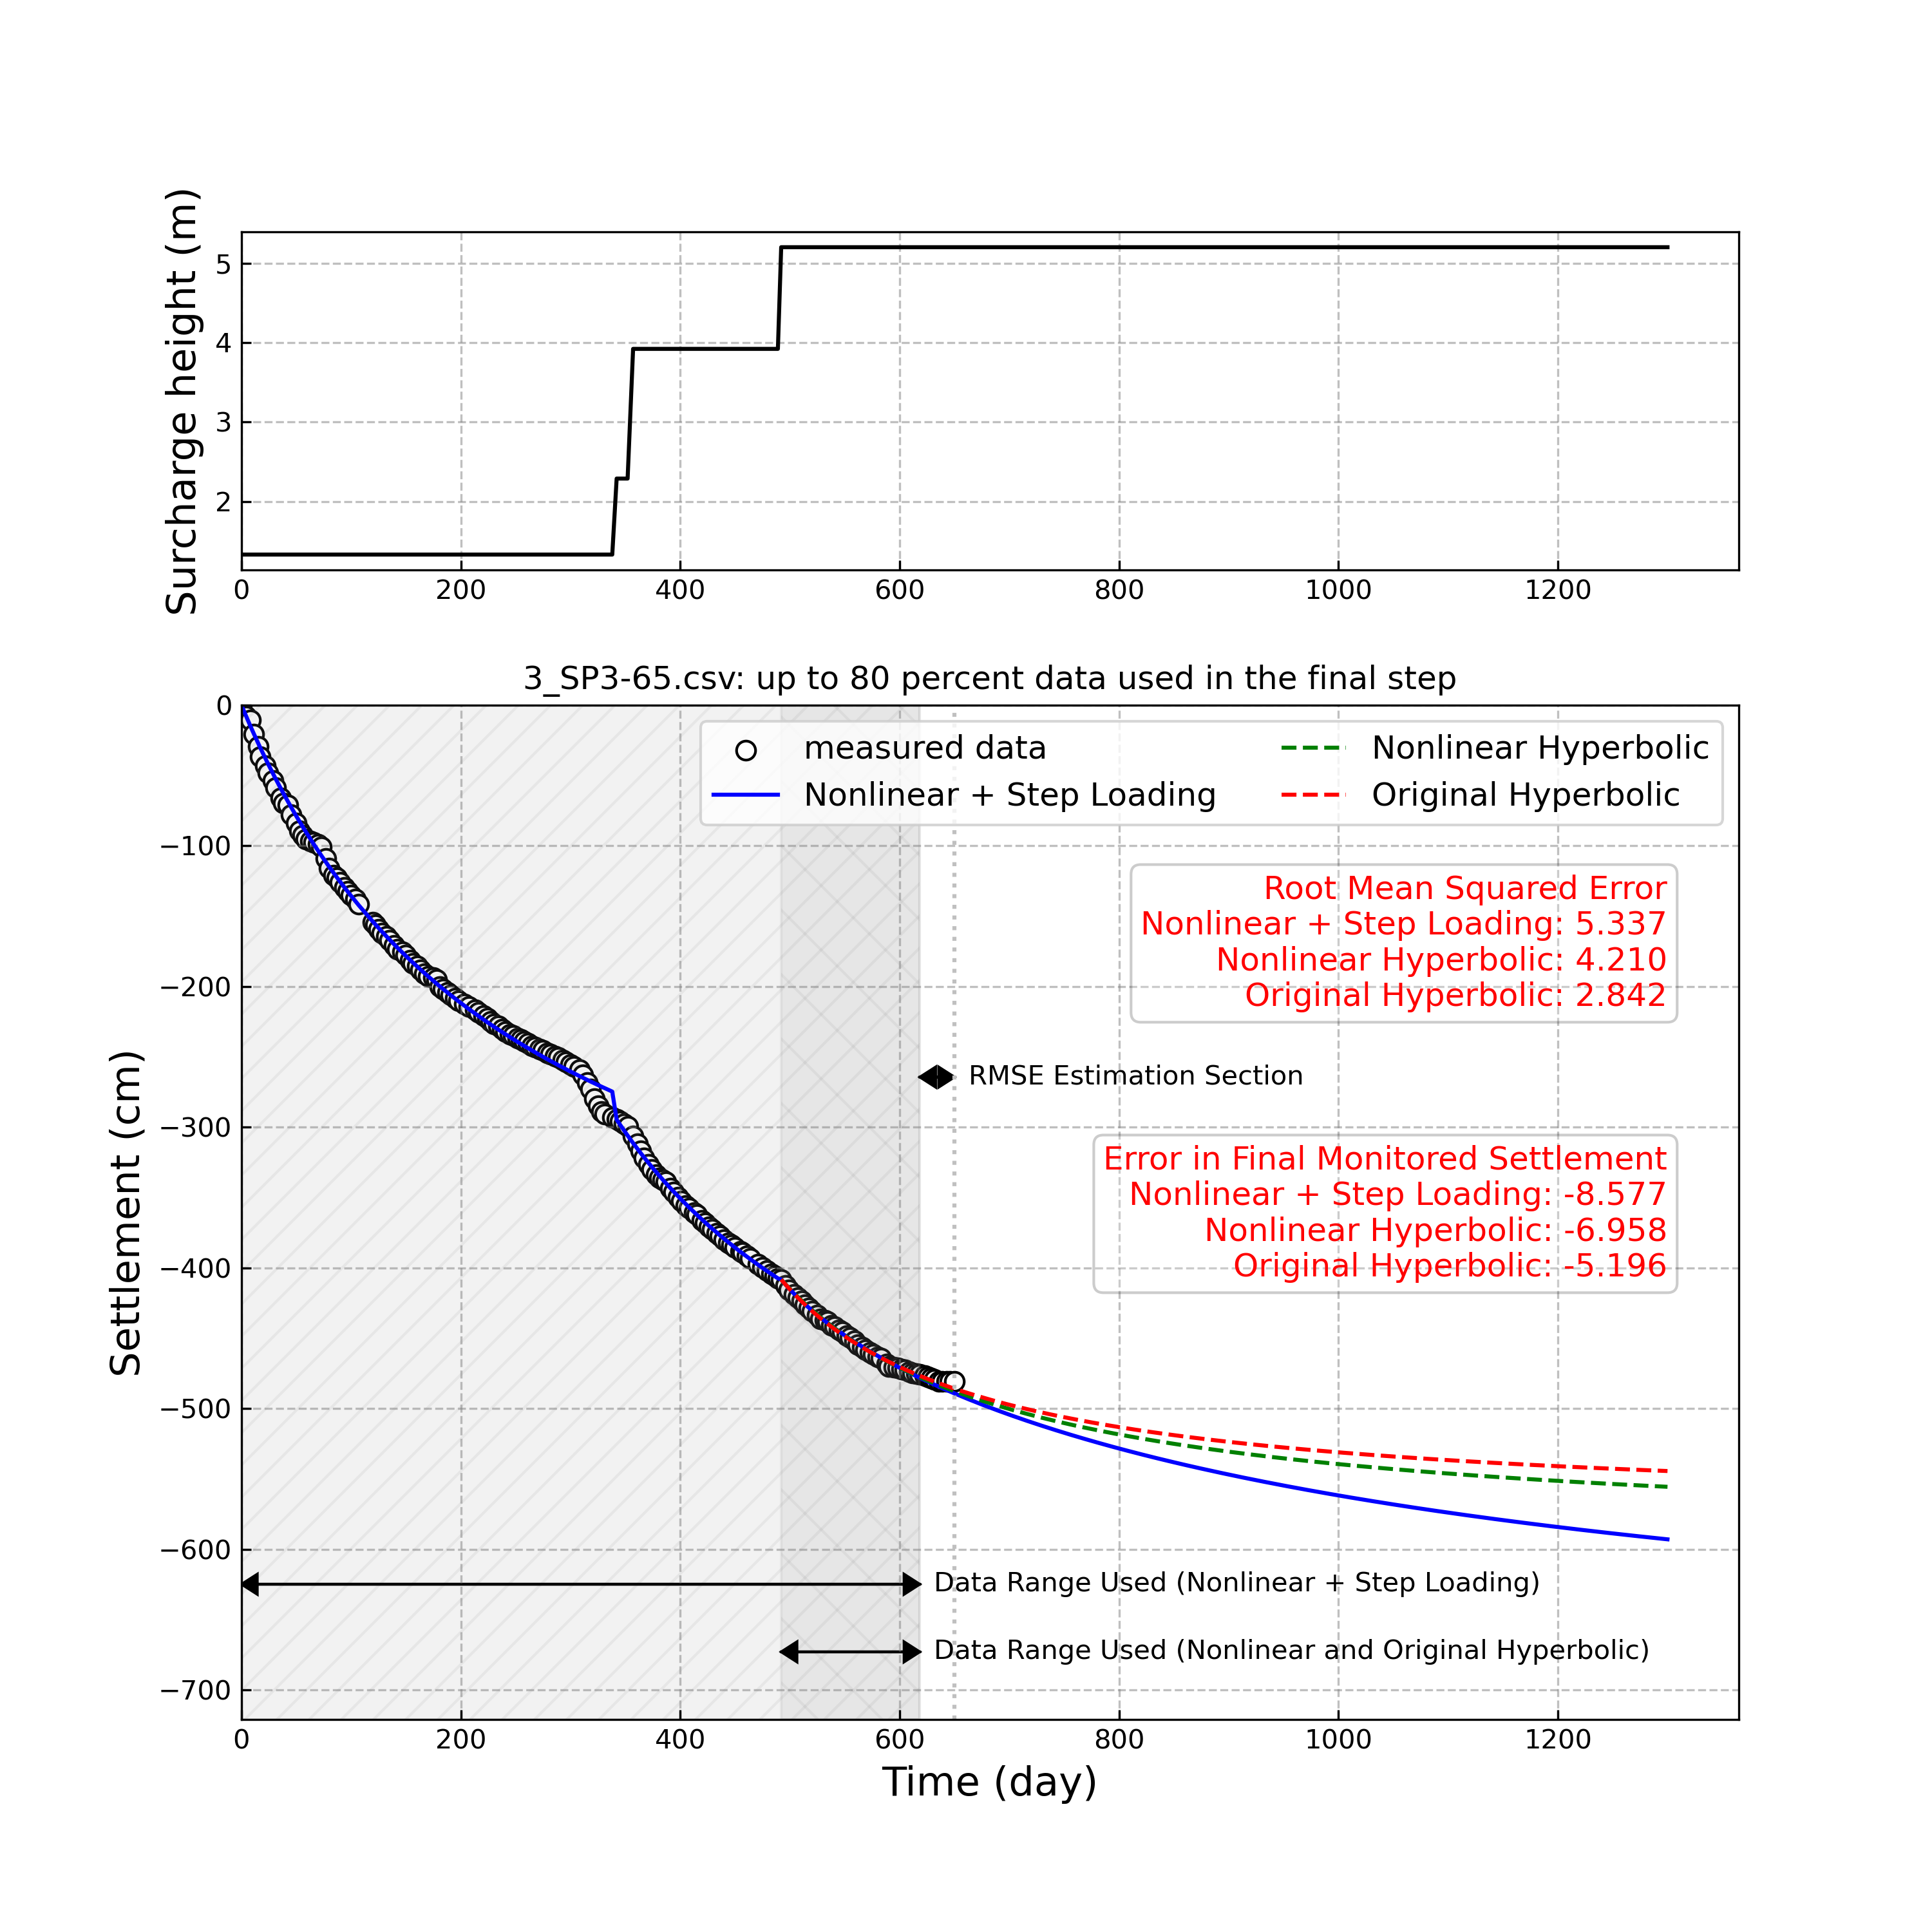 Surcharge height (m)
5
4
3
2
0 200 400 600 800 1000 1200
3_SP3-65.csv: up to 80 percent data used in the final step
Settlement (cm)
0
−100
−200
−300
−400
−500
−600
−700
measured data
Nonlinear + Step Loading
Nonlinear Hyperbolic
Original Hyperbolic
Root Mean Squared Error
Nonlinear + Step Loading: 5.337
Nonlinear Hyperbolic: 4.210
Original Hyperbolic: 2.842
RMSE Estimation Section
Error in Final Monitored Settlement
Nonlinear + Step Loading: -8.577
Nonlinear Hyperbolic: -6.958
Original Hyperbolic: -5.196
Data Range Used (Nonlinear + Step Loading)
Data Range Used (Nonlinear and Original Hyperbolic)
0 200 400 600 800 1000 1200
Time (day)